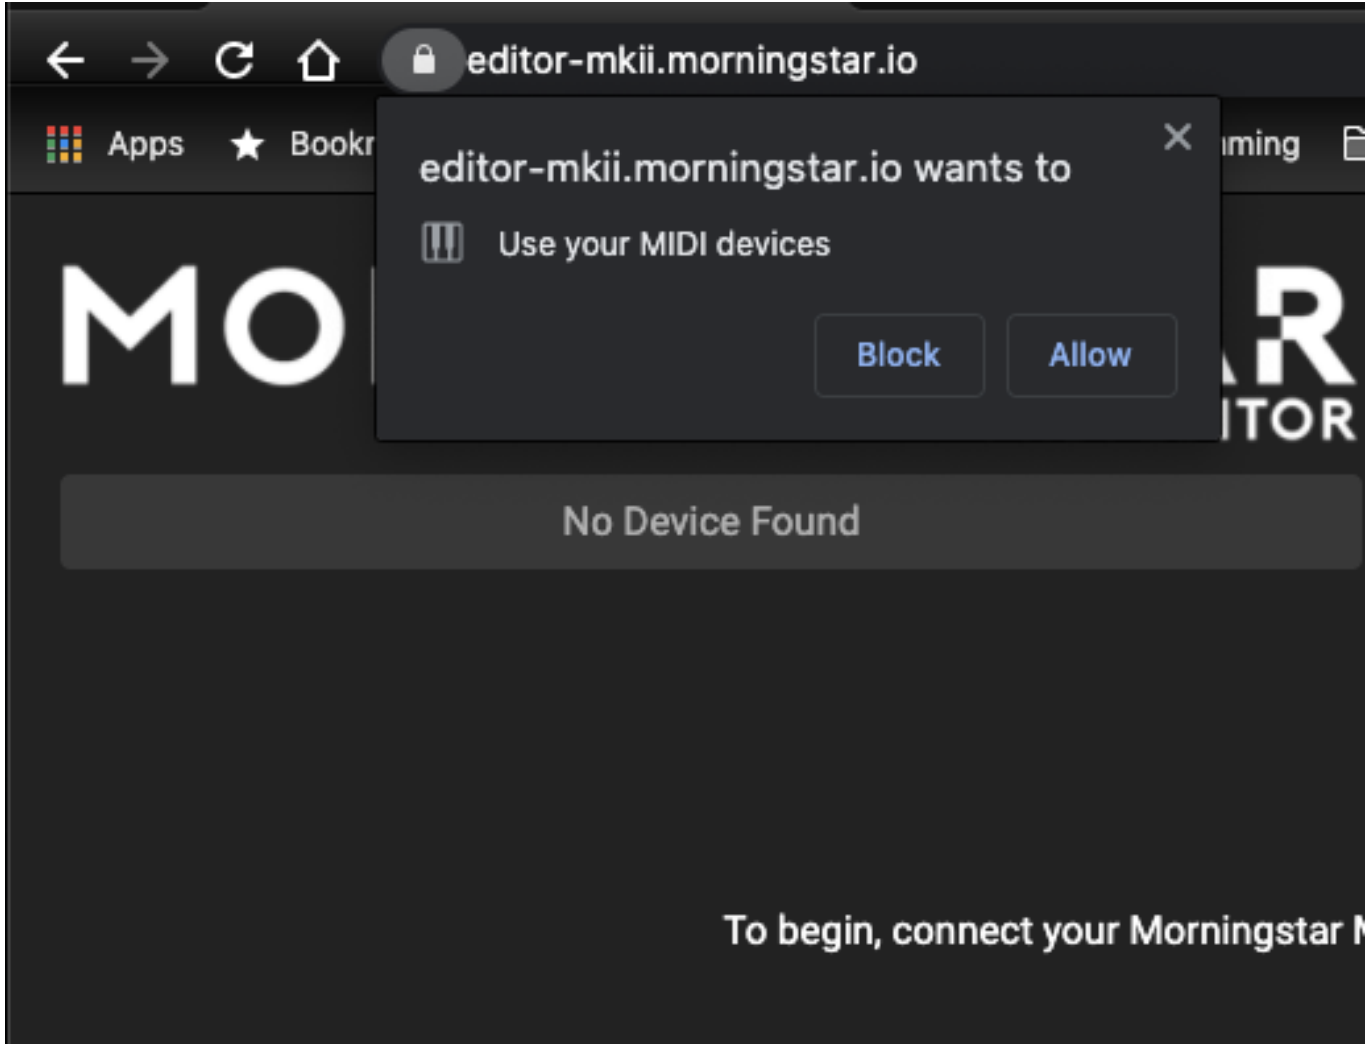 editor-mkii.morningstar.io
Apps
editor-mkii.morningstar.io wants to
Use your MIDI devices
Block Allow
No Device Found
To begin, connect your Morningstar